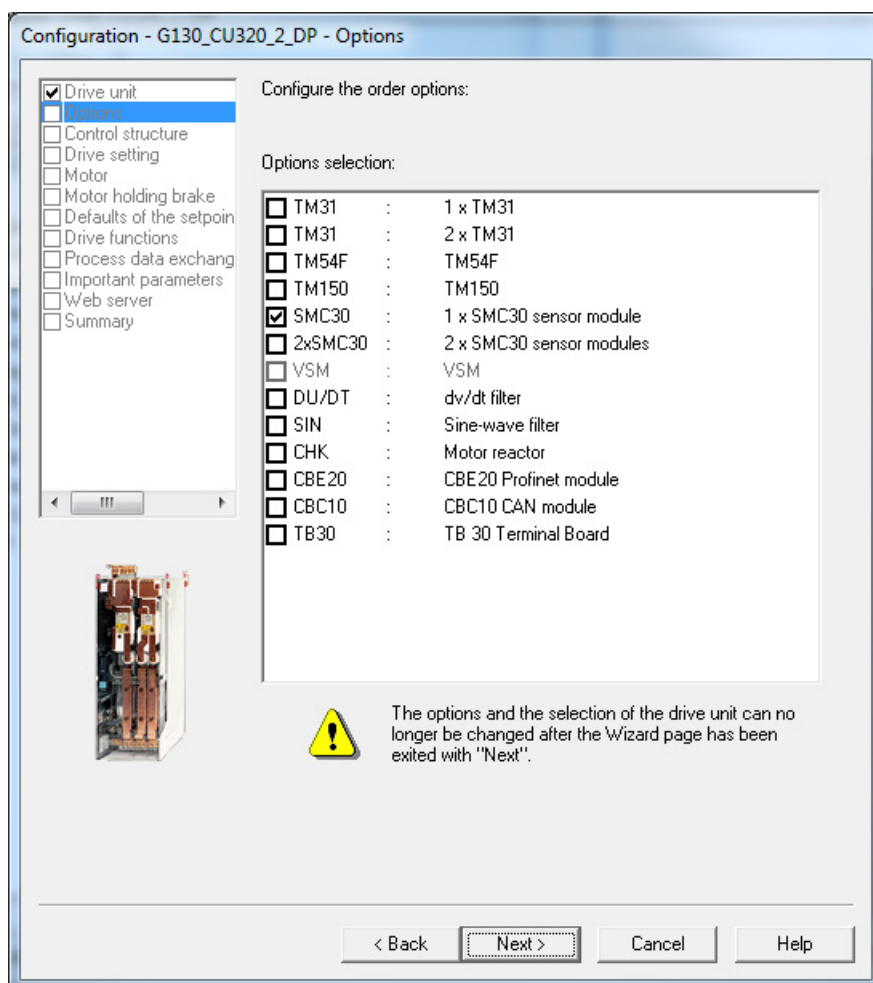 Configuration - G130_CU320_2_DP - Options
Drive unit
Options
Control structure
Drive setting
Motor
Motor holding brake
Defaults of the setpoin
Drive functions
Process data exchang
Important parameters
Web server
Summary
Configure the order options:
Options selection:
TM31 : 1 x TM31
TM31 : 2 x TM31
TM54F : TM54F
TM150 : TM150
SMC30 : 1 x SMC30 sensor module
2xSMC30 : 2 x SMC30 sensor modules
VSM : VSM
DU/DT : dv/dt filter
SIN : Sine-wave filter
CHK : Motor reactor
CBE20 : CBE20 Profinet module
CBC10 : CBC10 CAN module
TB30 : TB 30 Terminal Board
The options and the selection of the drive unit can no
longer be changed after the Wizard page has been
exited with "Next".
< Back
Next >
Cancel
Help